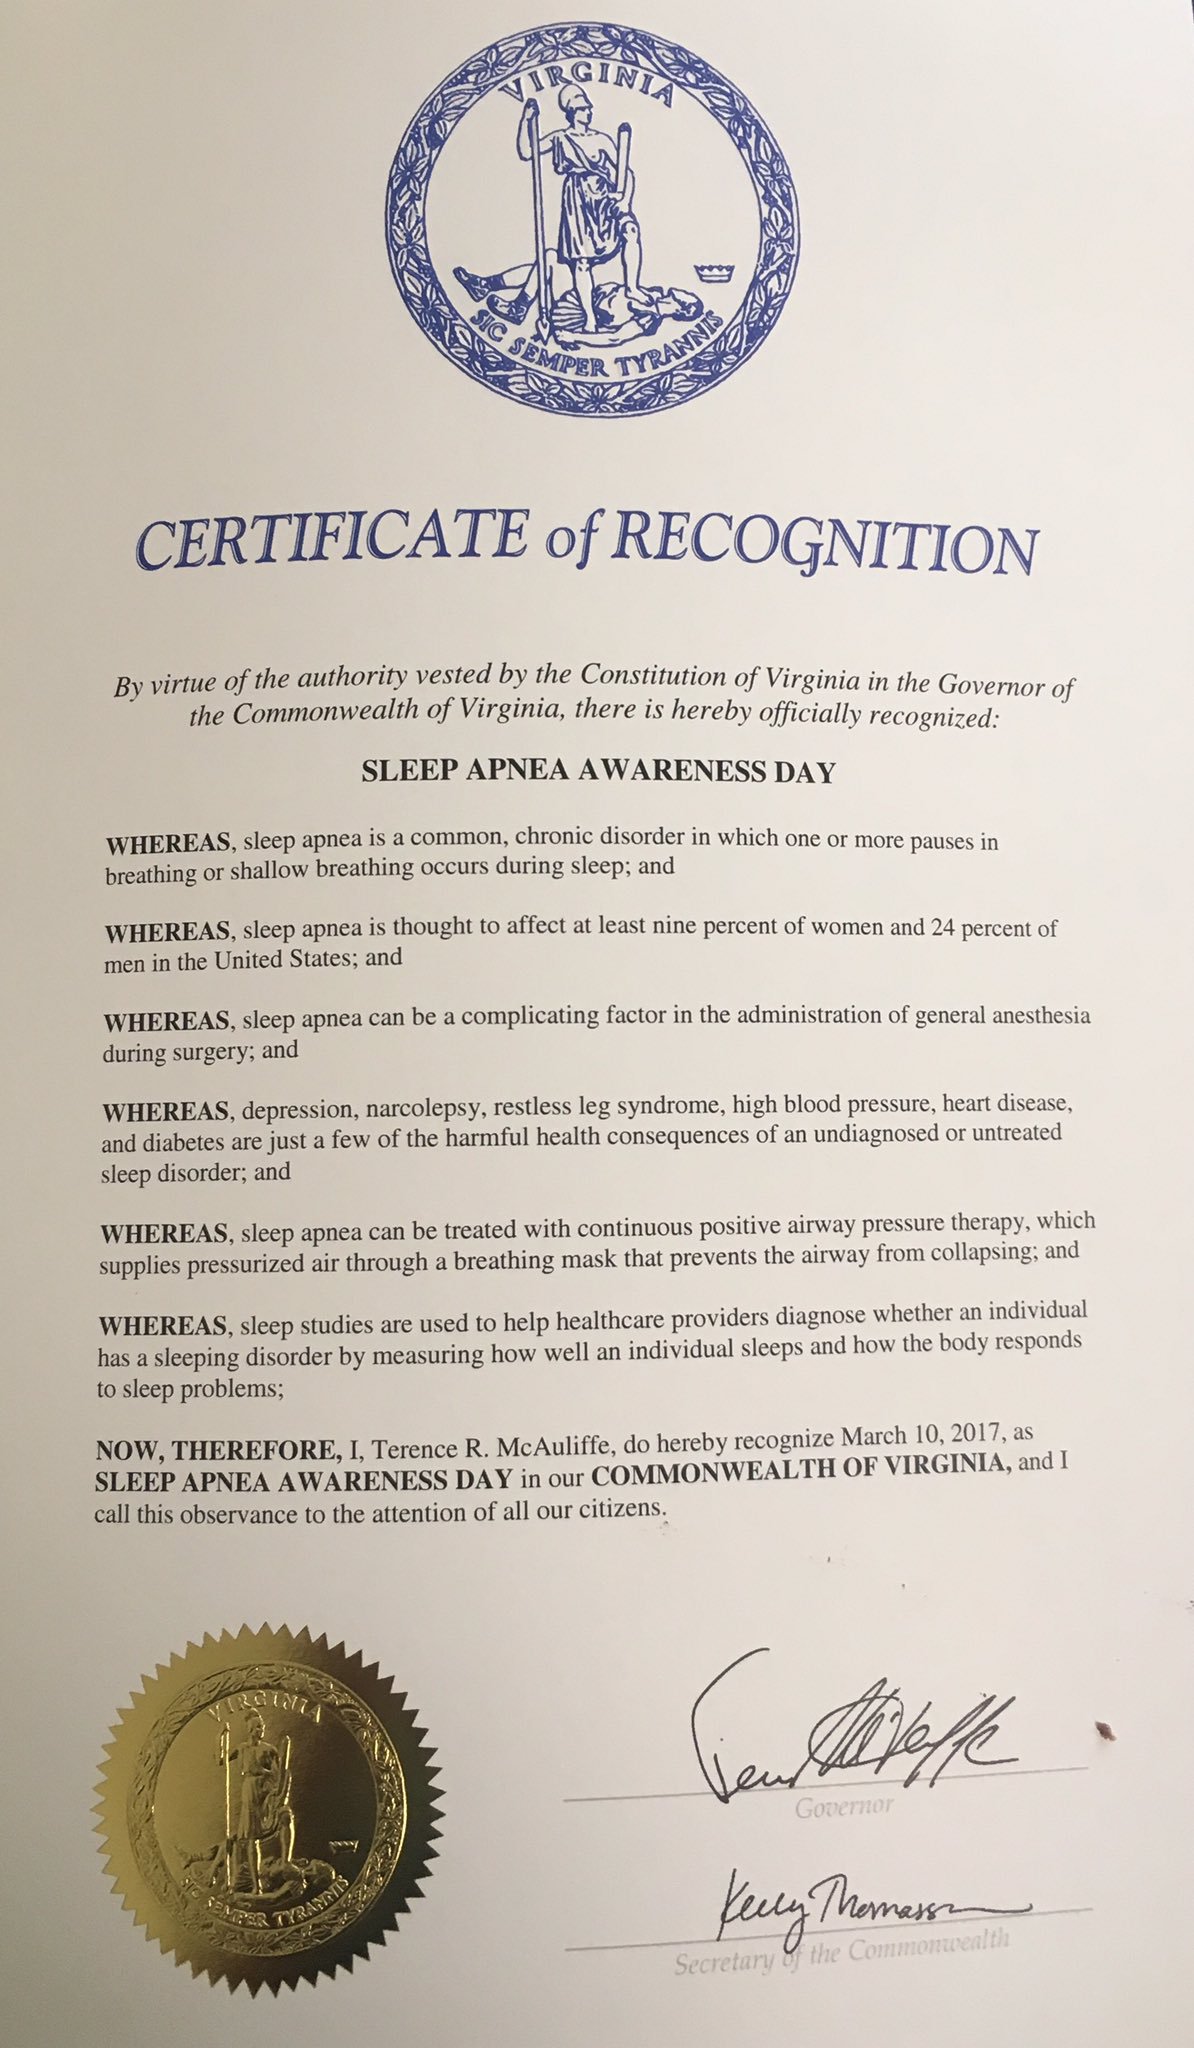 VIRGINIA
SIC SEMPER TYRANNIS
CERTIFICATE of RECOGNITION
By virtue of the authority vested by the Constitution of Virginia in the Governor of
the Commonwealth of Virginia, there is hereby officially recognized:
SLEEP APNEA AWARENESS DAY
WHEREAS, sleep apnea is a common, chronic disorder in which one or more pauses in
breathing or shallow breathing occurs during sleep; and
WHEREAS, sleep apnea is thought to affect at least nine percent of women and 24 percent of
men in the United States; and
WHEREAS, sleep apnea can be a complicating factor in the administration of general anesthesia
during surgery; and
WHEREAS, depression, narcolepsy, restless leg syndrome, high blood pressure, heart disease,
and diabetes are just a few of the harmful health consequences of an undiagnosed or untreated
sleep disorder; and
WHEREAS, sleep apnea can be treated with continuous positive airway pressure therapy, which
supplies pressurized air through a breathing mask that prevents the airway from collapsing; and
WHEREAS, sleep studies are used to help healthcare providers diagnose whether an individual
has a sleeping disorder by measuring how well an individual sleeps and how the body responds
to sleep problems;
NOW, THEREFORE, I, Terence R. McAuliffe, do hereby recognize March 10, 2017, as
SLEEP APNEA AWARENESS DAY in our COMMONWEALTH OF VIRGINIA, and I
call this observance to the attention of all our citizens.
VIRGINIA
SIC SEMPER TYRANNIS
Governor
Kelly Thomasson
Secretary of the Commonwealth